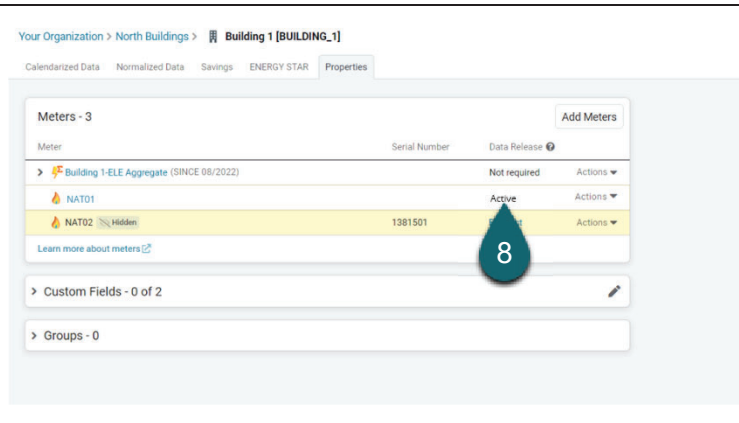 Your Organization > North Buildings > Building 1 [BUILDING_1]
Calendarized Data Normalized Data Savings ENERGY STAR Properties
Meters - 3 Add Meters
Meter Serial Number Data Release
Building 1-ELE Aggregate (SINCE 08/2022) Not required Actions
NAT01 Active Actions
NAT02 Hidden 1381501 Actions
8
Learn more about meters
Custom Fields - 0 of 2
Groups - 0